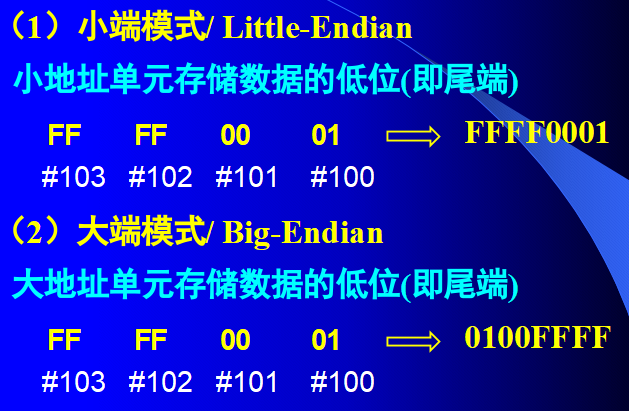 （1）小端模式/ Little-Endian
小地址单元存储数据的低位(即尾端)
FF FF 00 01 ⇨ FFFF0001
#103 #102 #101 #100
（2）大端模式/ Big-Endian
大地址单元存储数据的低位(即尾端)
FF FF 00 01 ⇨ 0100FFFF
#103 #102 #101 #100